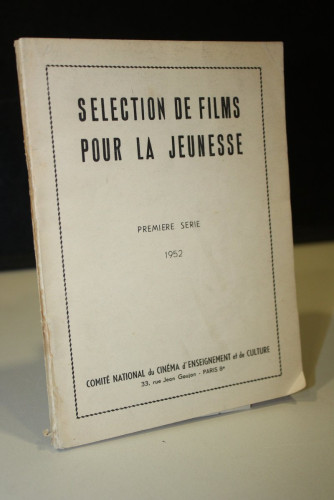 SELECTION DE FILMS
POUR LA JEUNESSE
PREMIERE SERIE
1952
COMITÉ NATIONAL du CINÉMA d'ENSEIGNEMENT et de CULTURE
33, rue Jean Goujon - PARIS 8e